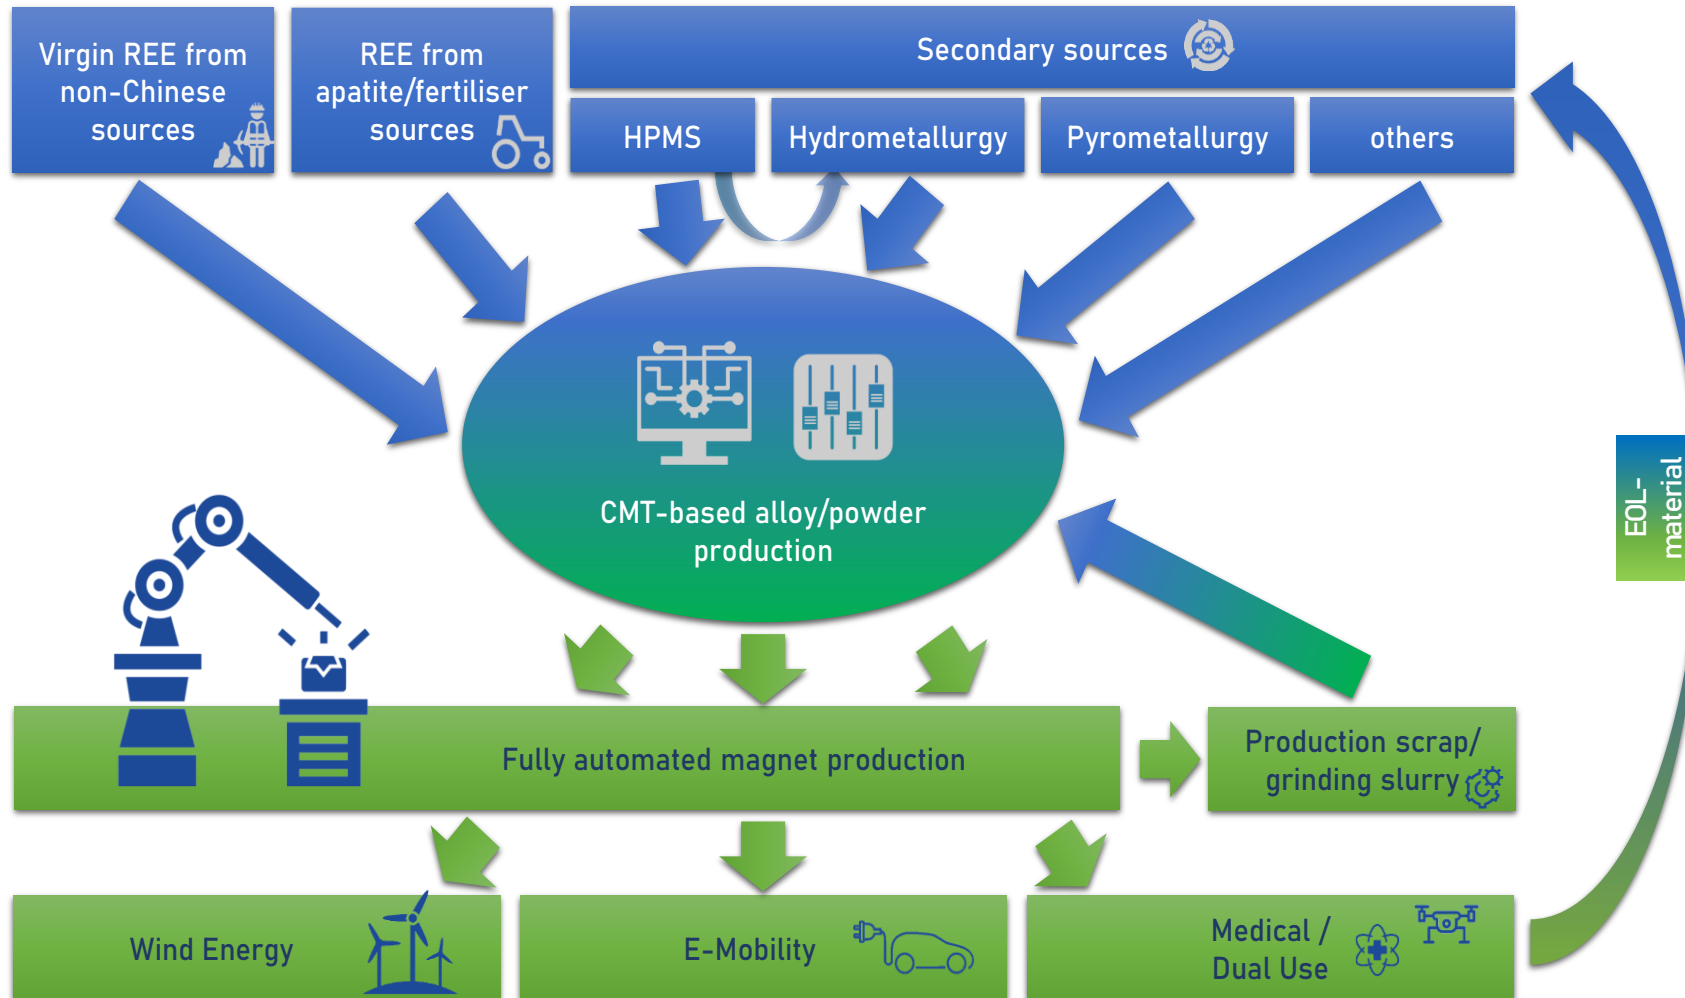 Virgin REE from
non-Chinese
sources
REE from
apatite/fertiliser
sources
Secondary sources
HPMS
Hydrometallurgy
Pyrometallurgy
others
CMT-based alloy/powder
production
EOL-
material
Fully automated magnet production
Production scrap/
grinding slurry
Wind Energy
E-Mobility
Medical /
Dual Use